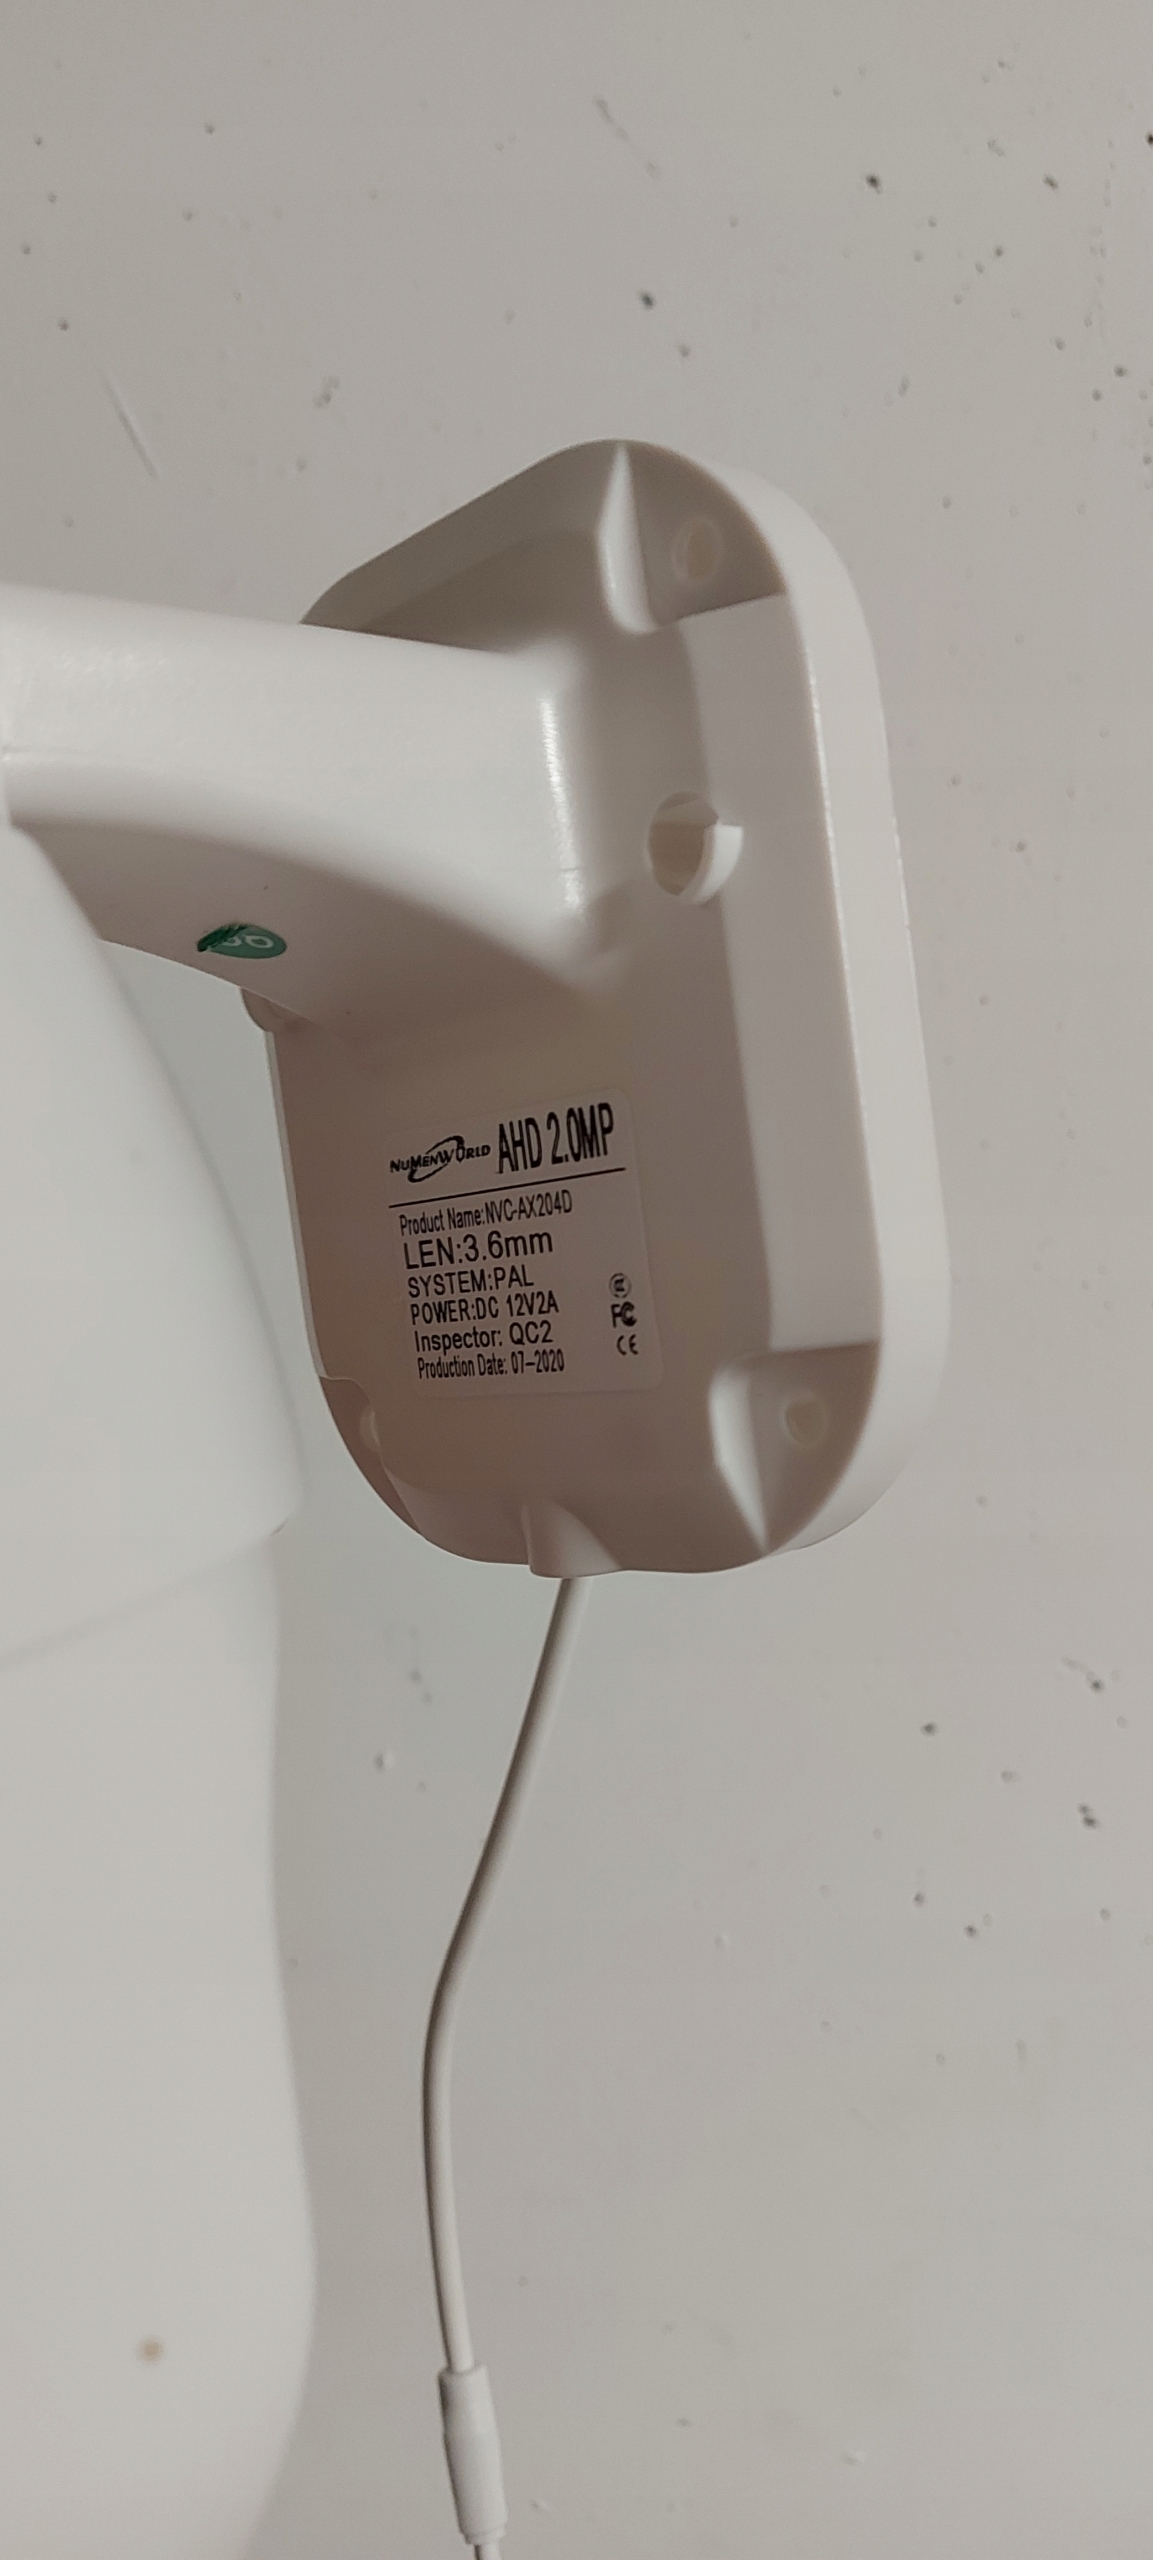 NUMENWORLD AHD 2.0MP
Product Name:NVC-AX204D
LEN:3.6mm
SYSTEM:PAL
POWER:DC 12V2A
Inspector: QC2
Production Date: 07-2020
FC
CE